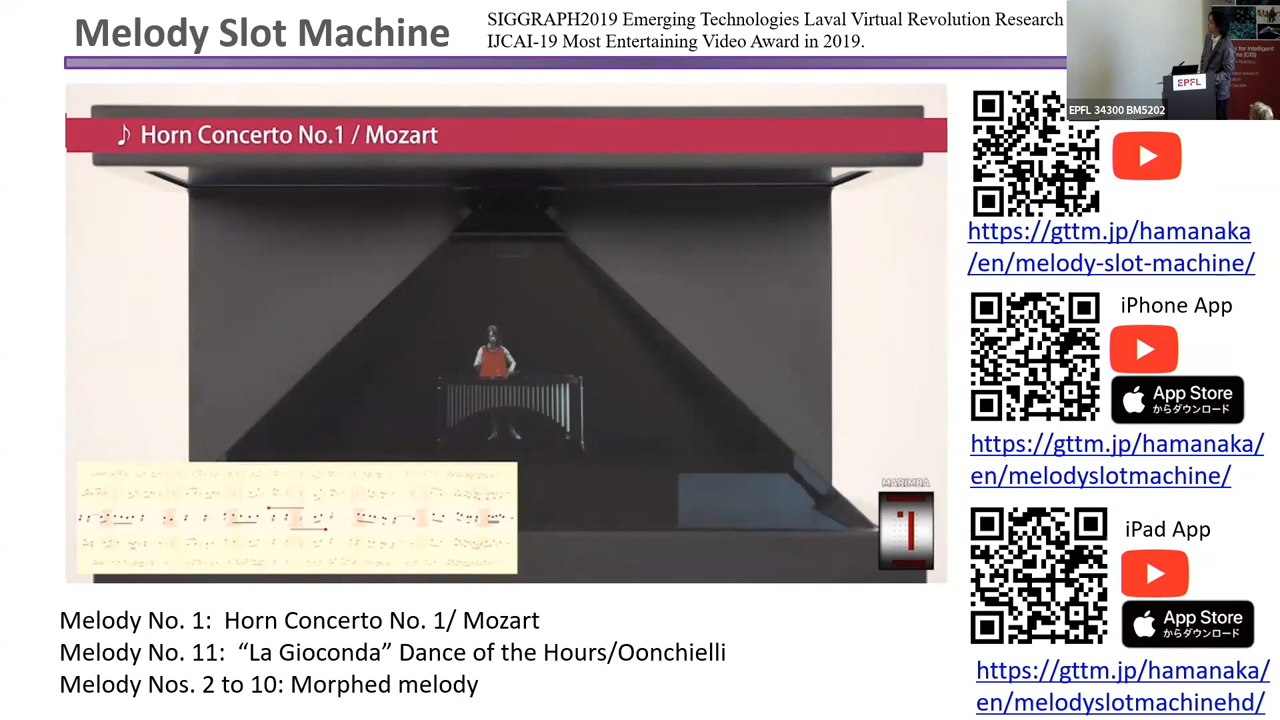 Melody Slot Machine
SIGGRAPH2019 Emerging Technologies Laval Virtual Revolution Research
IJCAI-19 Most Entertaining Video Award in 2019.
EPFL
EPFL 34300 BM5202
♪ Horn Concerto No.1 / Mozart
MARIMBA
1
https://gttm.jp/hamanaka
/en/melody-slot-machine/
iPhone App
App Store
からダウンロード
https://gttm.jp/hamanaka/
en/melodyslotmachine/
iPad App
App Store
からダウンロード
https://gttm.jp/hamanaka/
en/melodyslotmachinehd/
Melody No. 1: Horn Concerto No. 1/ Mozart
Melody No. 11: “La Gioconda” Dance of the Hours/Oonchielli
Melody Nos. 2 to 10: Morphed melody